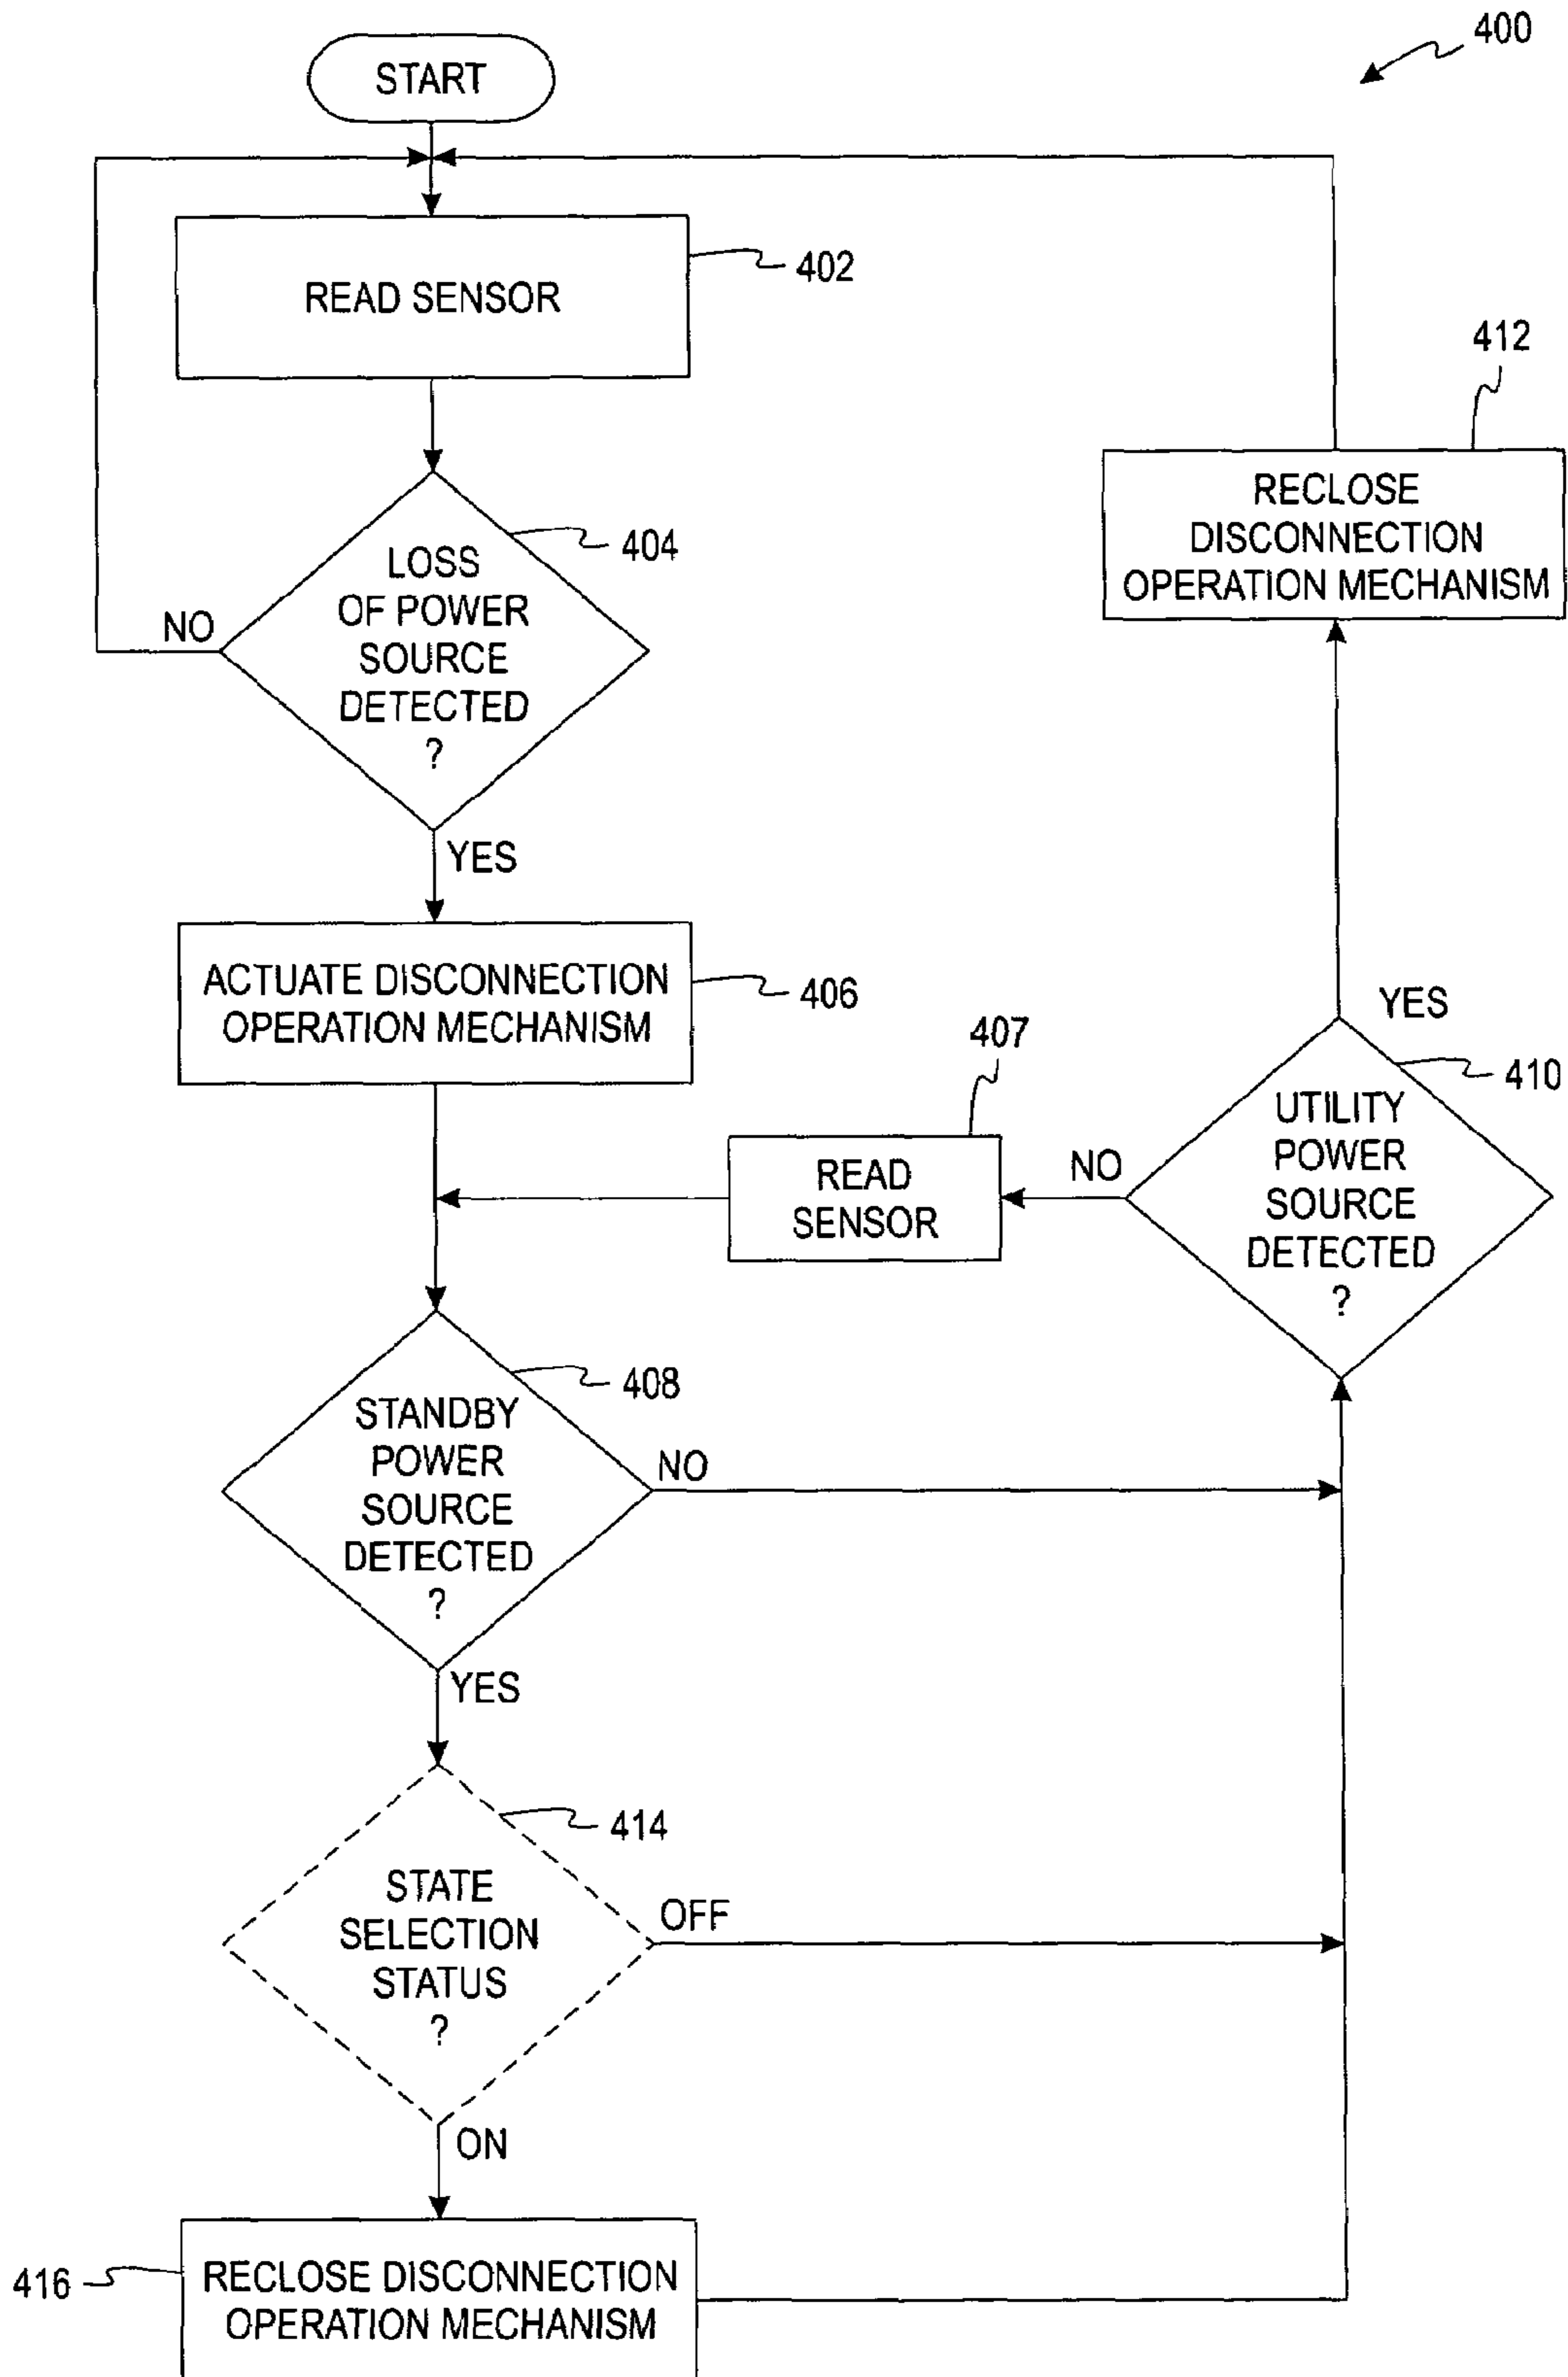 400
START
READ SENSOR
402
412
RECLOSE
DISCONNECTION
OPERATION MECHANISM
404
LOSS
OF POWER
SOURCE
DETECTED
?
NO
YES
ACTUATE DISCONNECTION
OPERATION MECHANISM
406
407
READ
SENSOR
NO
YES
410
UTILITY
POWER
SOURCE
DETECTED
?
408
STANDBY
POWER
SOURCE
DETECTED
?
NO
YES
414
STATE
SELECTION
STATUS
?
OFF
ON
416
RECLOSE DISCONNECTION
OPERATION MECHANISM